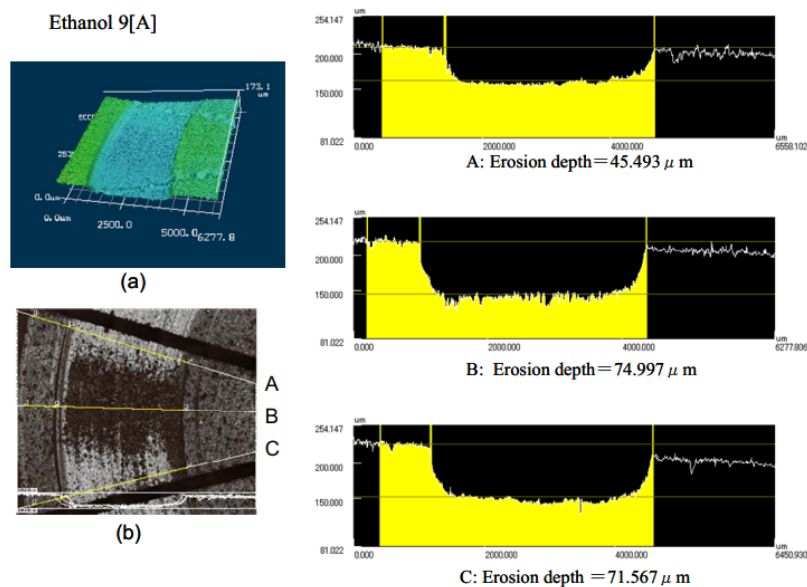 Ethanol 9[A]
173.1
um
0.0um
0.0um
2500.0
5000.0
6277.8
(a)
A
B
C
(b)
um
254.147
200.000
150.000
81.022
0.000
2000.000
4000.000
um
6558.102
A: Erosion depth＝45.493μm
um
254.147
200.000
150.000
81.022
0.000
2000.000
4000.000
um
6277.806
B: Erosion depth＝74.997μm
um
254.147
200.000
150.000
81.022
0.000
2000.000
4000.000
um
6450.930
C: Erosion depth＝71.567μm